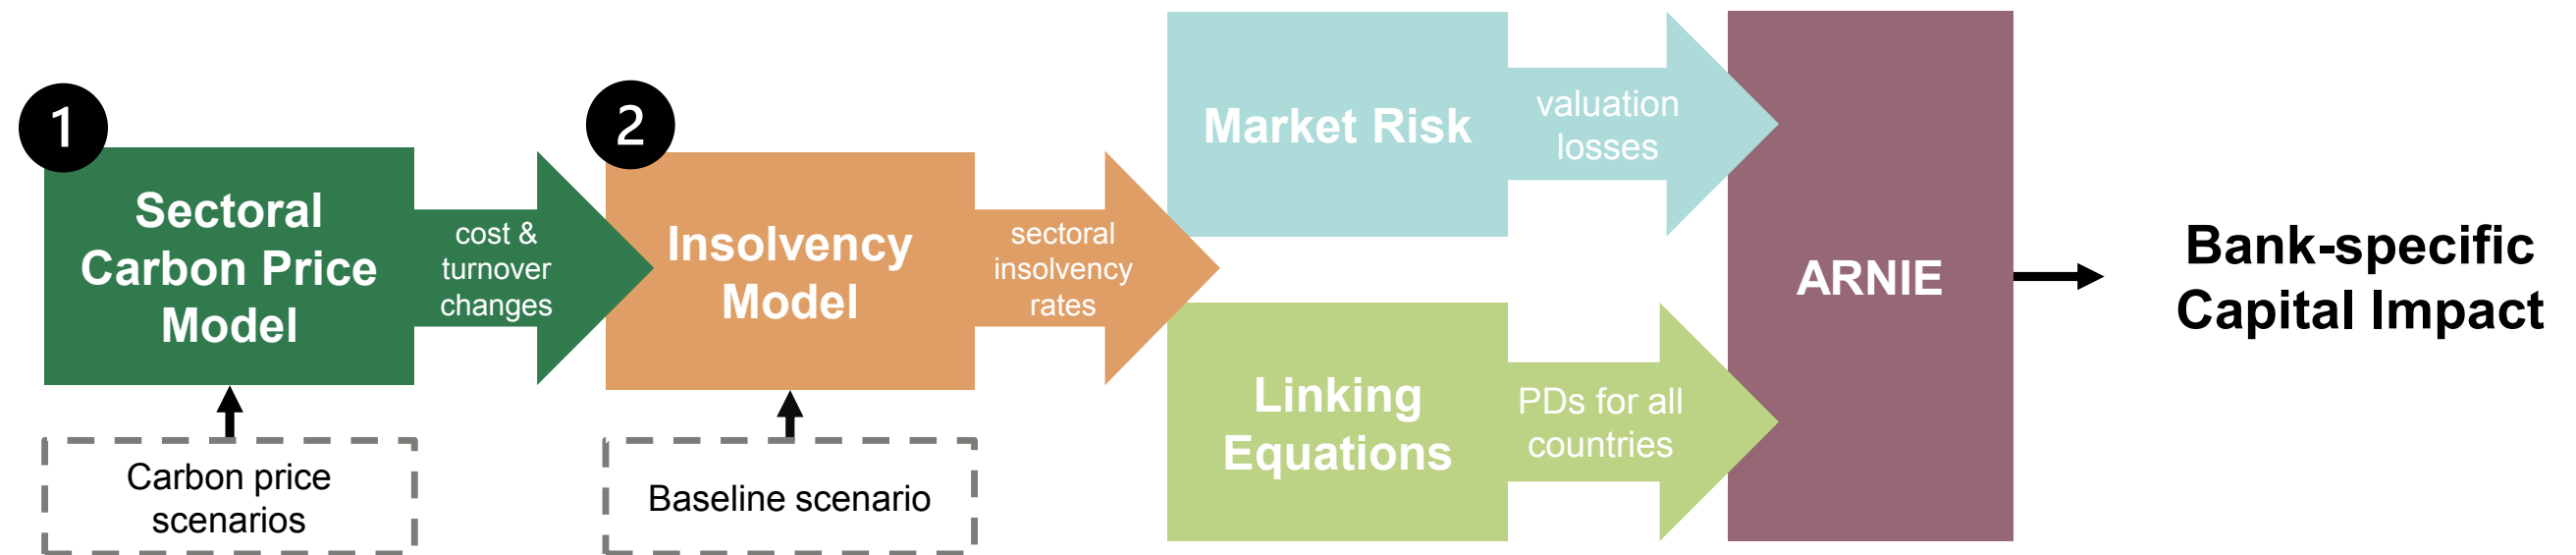 1
Sectoral
Carbon Price
Model
cost &
turnover
changes
Carbon price
scenarios
2
Insolvency
Model
sectoral
insolvency
rates
Baseline scenario
Market Risk
valuation
losses
Linking
Equations
PDs for all
countries
ARNIE
Bank-specific
Capital Impact